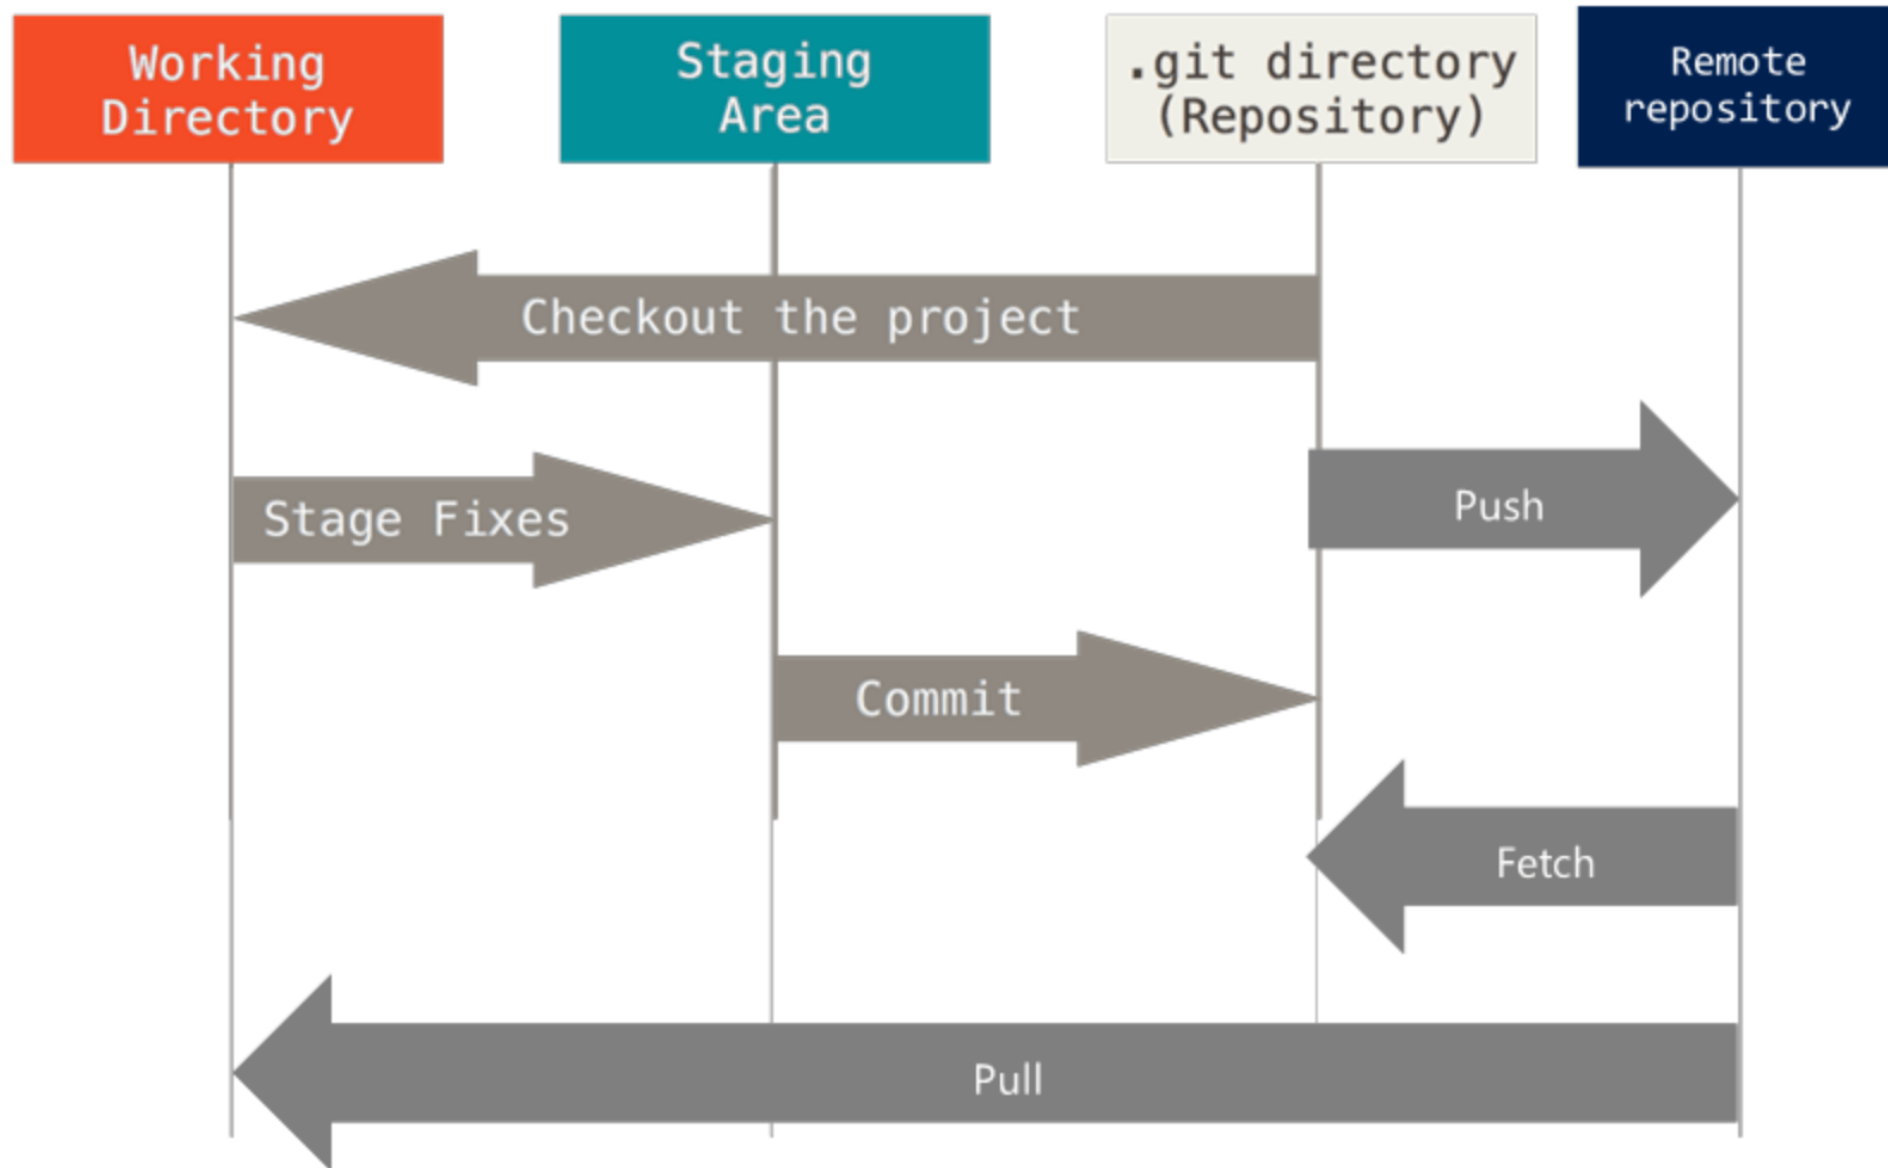 Working
Directory
Staging
Area
.git directory
(Repository)
Remote
repository
Checkout the project
Stage Fixes
Push
Commit
Fetch
Pull